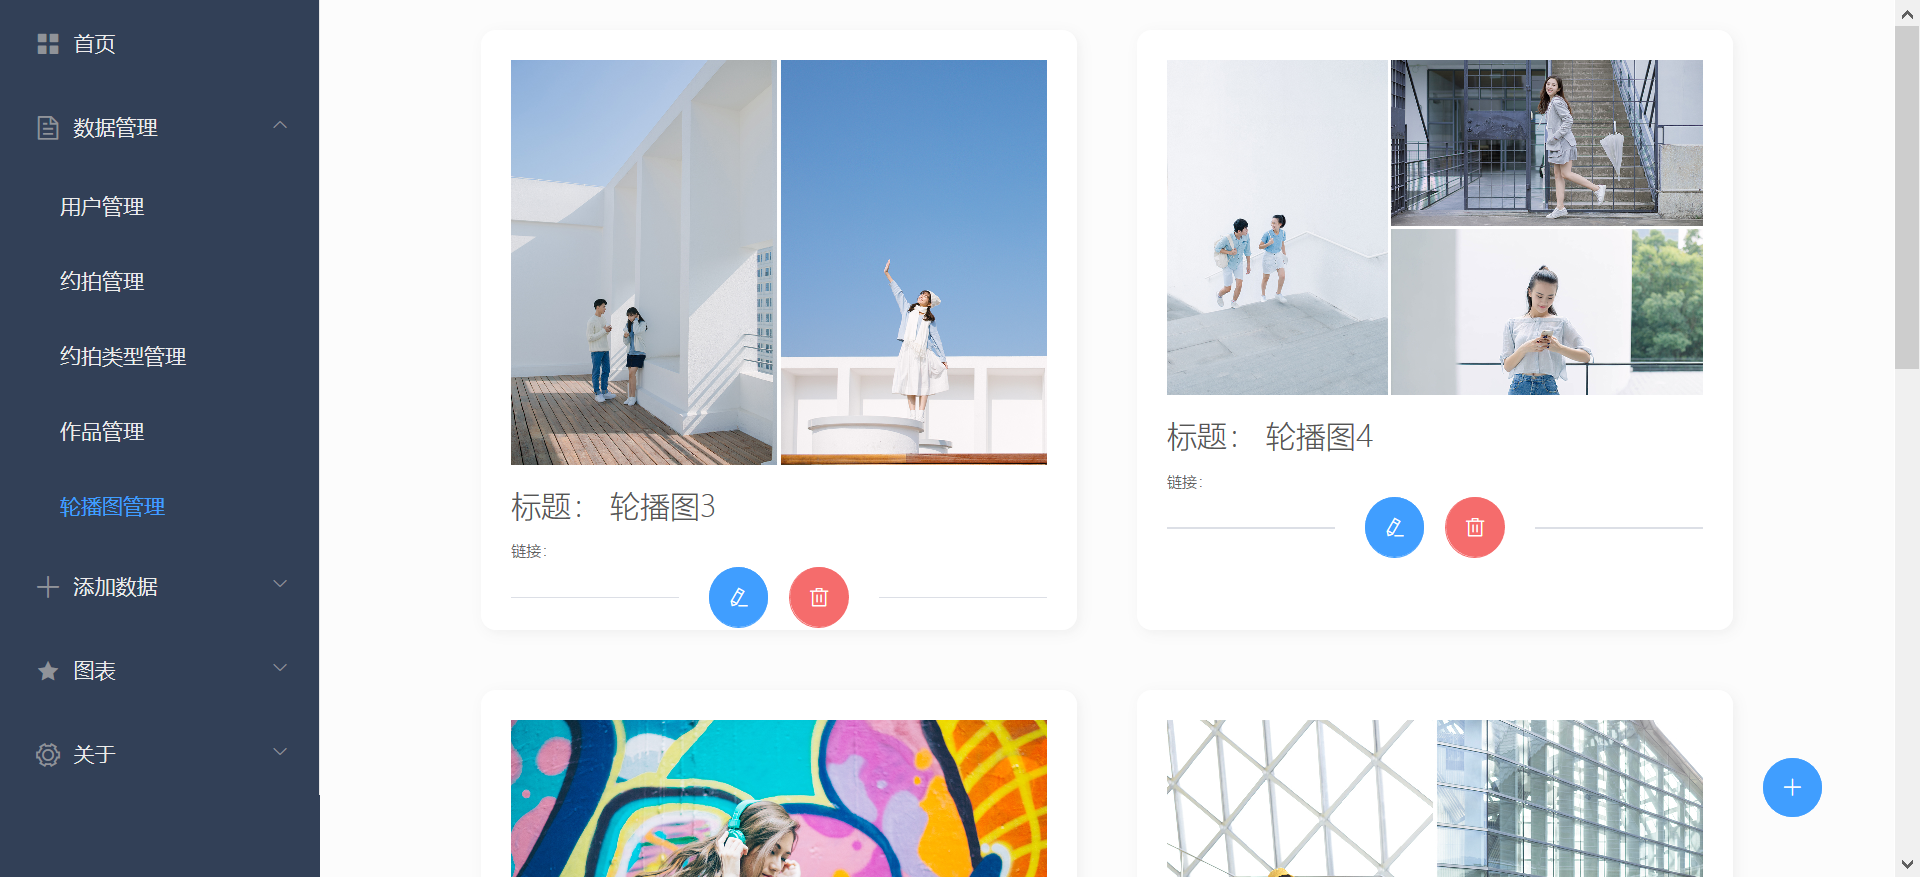 首页
数据管理
用户管理
约拍管理
约拍类型管理
作品管理
轮播图管理
添加数据
图表
关于
标题： 轮播图3
链接：
标题： 轮播图4
链接：